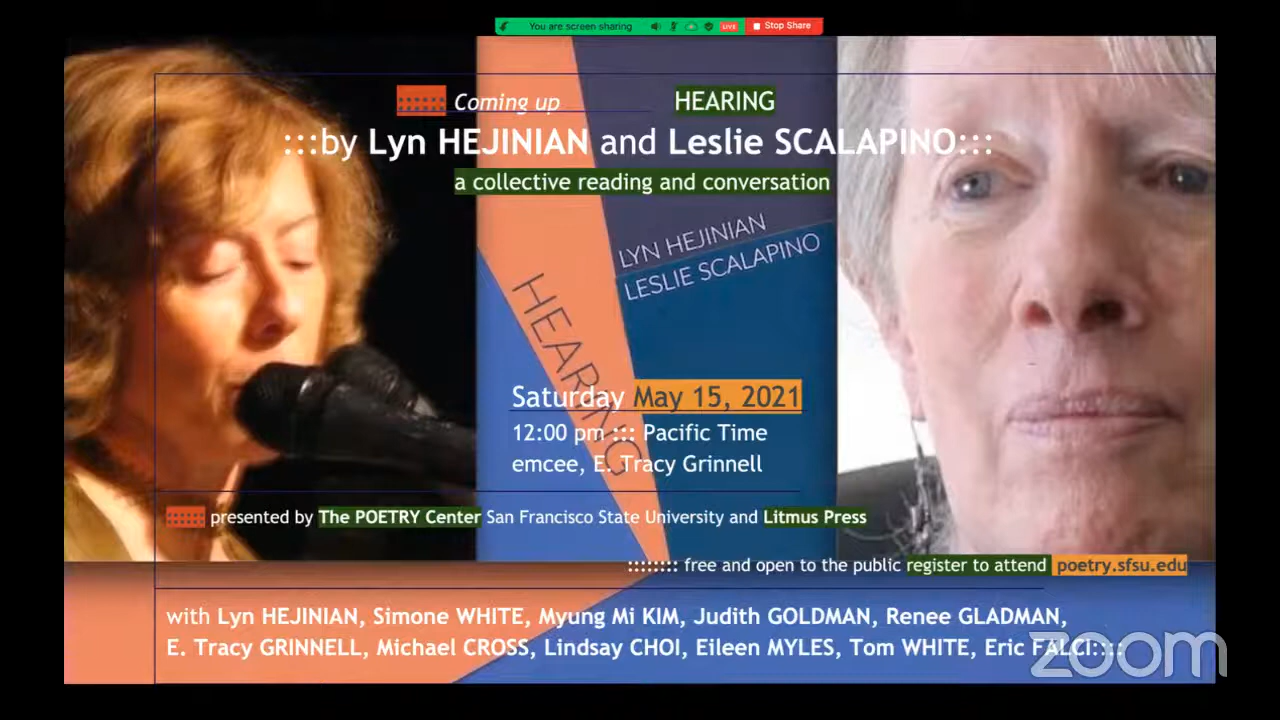 You are screen sharing LIVE Stop Share
Coming up HEARING
:::by Lyn HEJINIAN and Leslie SCALAPINO:::
a collective reading and conversation
LYN HEJINIAN
LESLIE SCALAPINO
HEARING
Saturday May 15, 2021
12:00 pm ::: Pacific Time
emcee, E. Tracy Grinnell
presented by The POETRY Center San Francisco State University and Litmus Press
:::::::: free and open to the public register to attend poetry.sfsu.edu
with Lyn HEJINIAN, Simone WHITE, Myung Mi KIM, Judith GOLDMAN, Renee GLADMAN,
E. Tracy GRINNELL, Michael CROSS, Lindsay CHOI, Eileen MYLES, Tom WHITE, Eric FALCI::::
zoom